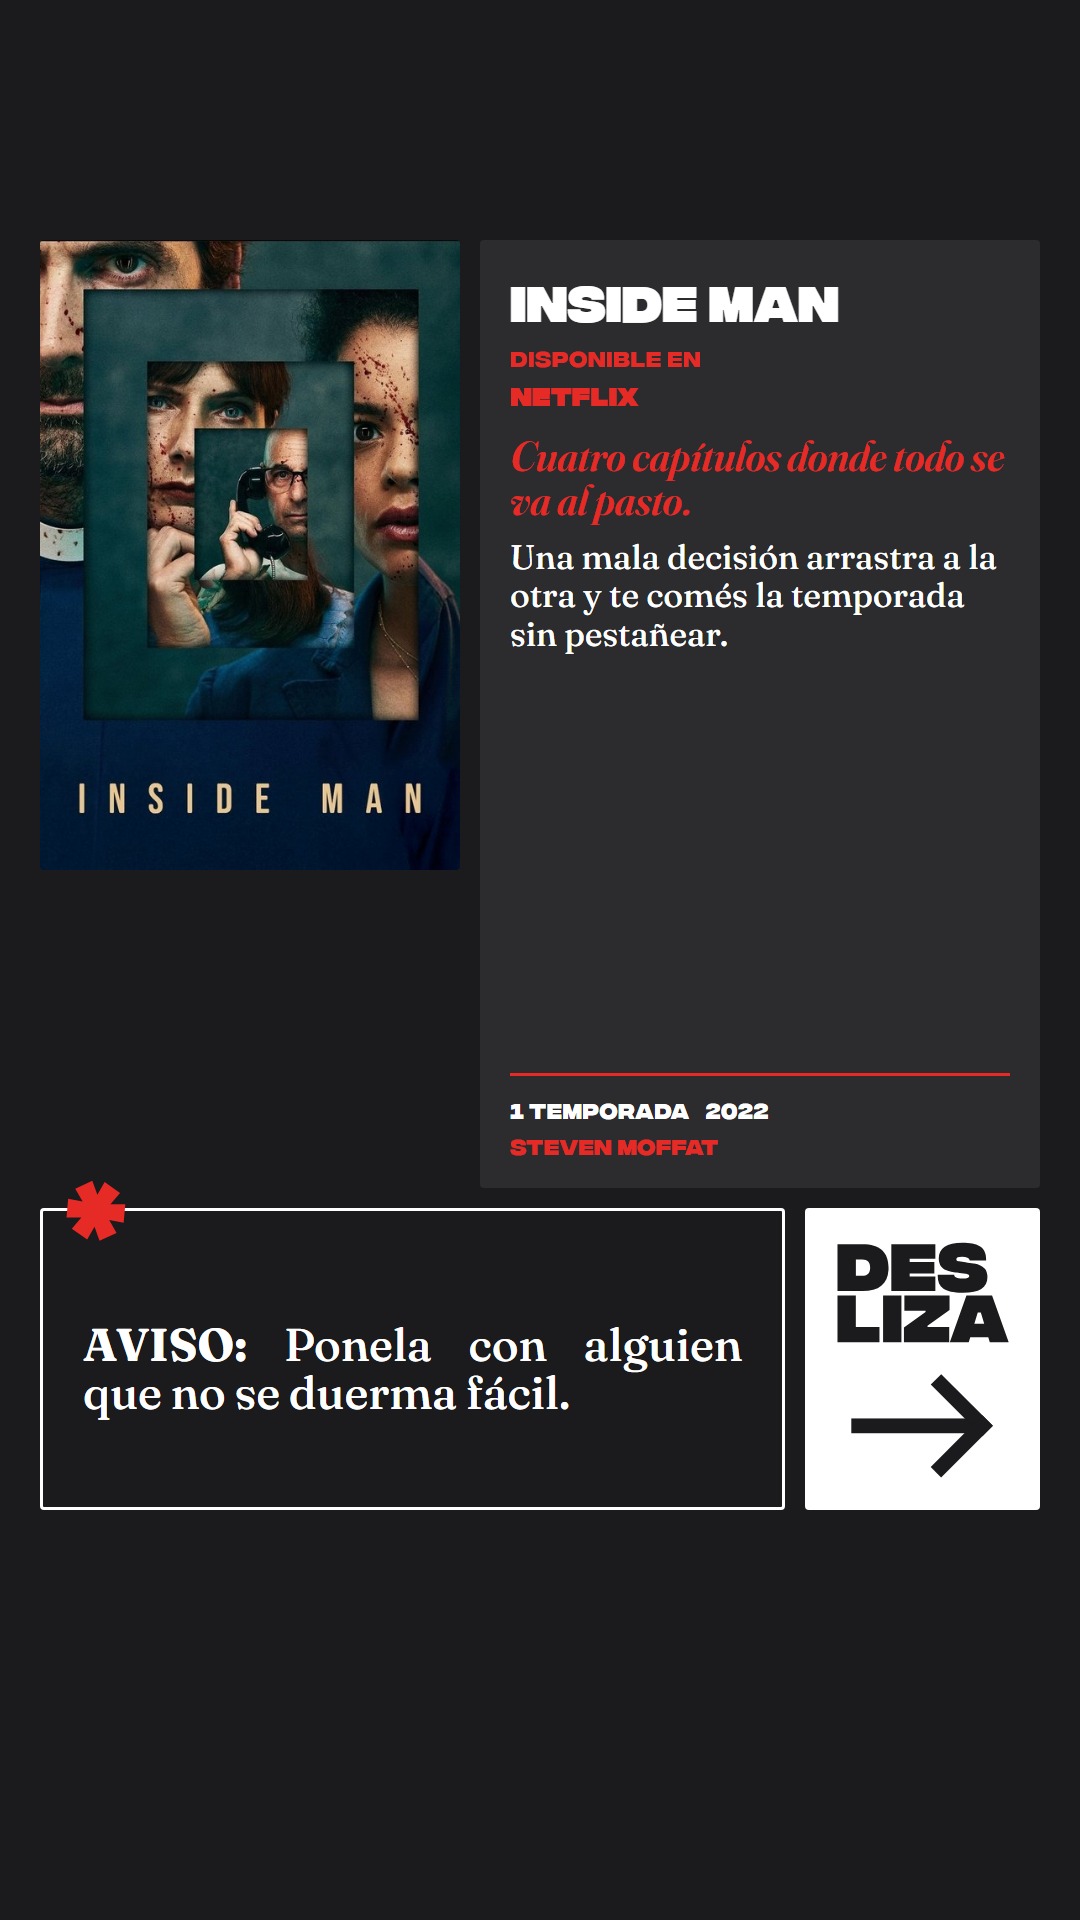 INSIDE MAN
INSIDE MAN
DISPONIBLE EN
NETFLIX
Cuatro capítulos donde todo se
va al pasto.
Una mala decisión arrastra a la
otra y te comés la temporada
sin pestañear.
1 TEMPORADA 2022
STEVEN MOFFAT
AVISO: Ponela con alguien
que no se duerma fácil.
DES
LIZA